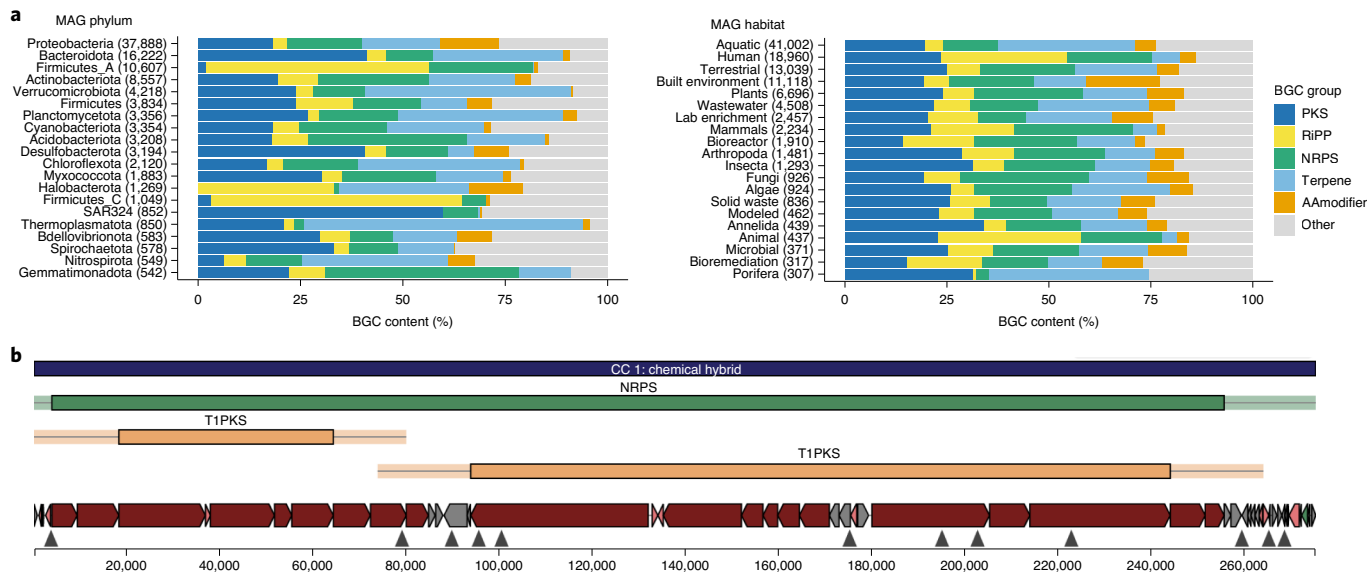 a
MAG phylum
Proteobacteria (37,888)
Bacteroidota (16,222)
Firmicutes_A (10,607)
Actinobacteriota (8,557)
Verrucomicrobiota (4,218)
Firmicutes (3,834)
Planctomycetota (3,356)
Cyanobacteriota (3,354)
Acidobacteriota (3,208)
Desulfobacterota (3,194)
Chloroflexota (2,120)
Myxococcota (1,883)
Halobacterota (1,269)
Firmicutes_C (1,049)
SAR324 (852)
Thermoplasmatota (850)
Bdellovibrionota (583)
Spirochaetota (578)
Nitrospirota (549)
Gemmatimonadota (542)
0 25 50 75 100
BGC content (%)
MAG habitat
Aquatic (41,002)
Human (18,960)
Terrestrial (13,039)
Built environment (11,118)
Plants (6,696)
Wastewater (4,508)
Lab enrichment (2,457)
Mammals (2,234)
Bioreactor (1,910)
Arthropoda (1,481)
Insecta (1,293)
Fungi (926)
Algae (924)
Solid waste (836)
Modeled (462)
Annelida (439)
Animal (437)
Microbial (371)
Bioremediation (317)
Porifera (307)
0 25 50 75 100
BGC content (%)
BGC group
PKS
RiPP
NRPS
Terpene
AAmodifier
Other
b
CC 1: chemical hybrid
NRPS
T1PKS
T1PKS
20,000 40,000 60,000 80,000 100,000 120,000 140,000 160,000 180,000 200,000 220,000 240,000 260,000